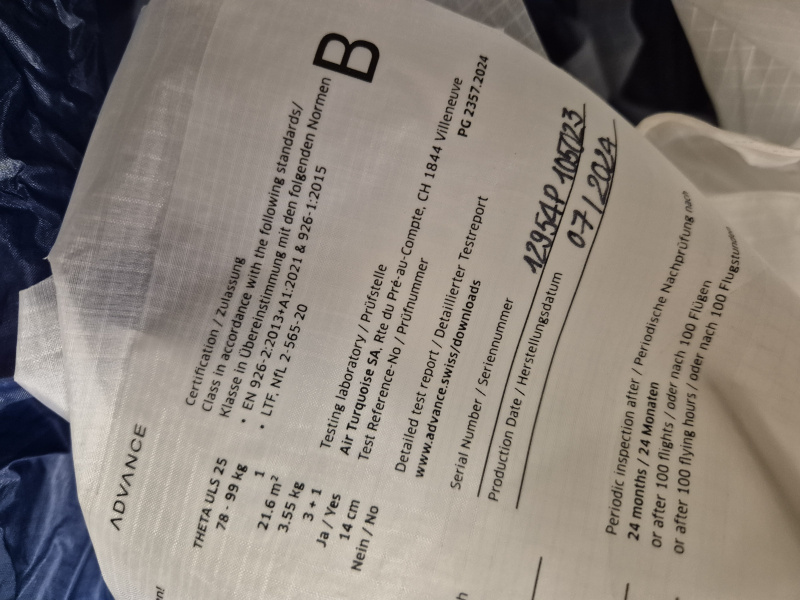 ADVANCE
THETA ULS 25
78 - 99 kg
1
21.6 m²
3.55 kg
3 + 1
Ja / Yes
14 cm
Nein / No
Certification / Zulassung
Class in accordance with the following standards/
Klasse in Übereinstimmung mit den folgenden Normen
B
• EN 926-2:2013+A1:2021 & 926-1:2015
• LTF. NfL 2-565-20
Testing laboratory / Prüfstelle
Air Turquoise SA, Rte du Pré-au-Compte, CH 1844 Villeneuve
Test Reference-No / Prüfnummer PG 2357.2024
Detailed test report / Detaillierter Testreport
www.advance.swiss/downloads
Serial Number / Seriennummer 12954P 1057123
Production Date / Herstellungsdatum 07/2024
Periodic inspection after / Periodische Nachprüfung nach
24 months / 24 Monaten
or after 100 flights / oder nach 100 Flügen
or after 100 flying hours / oder nach 100 Flugstunden